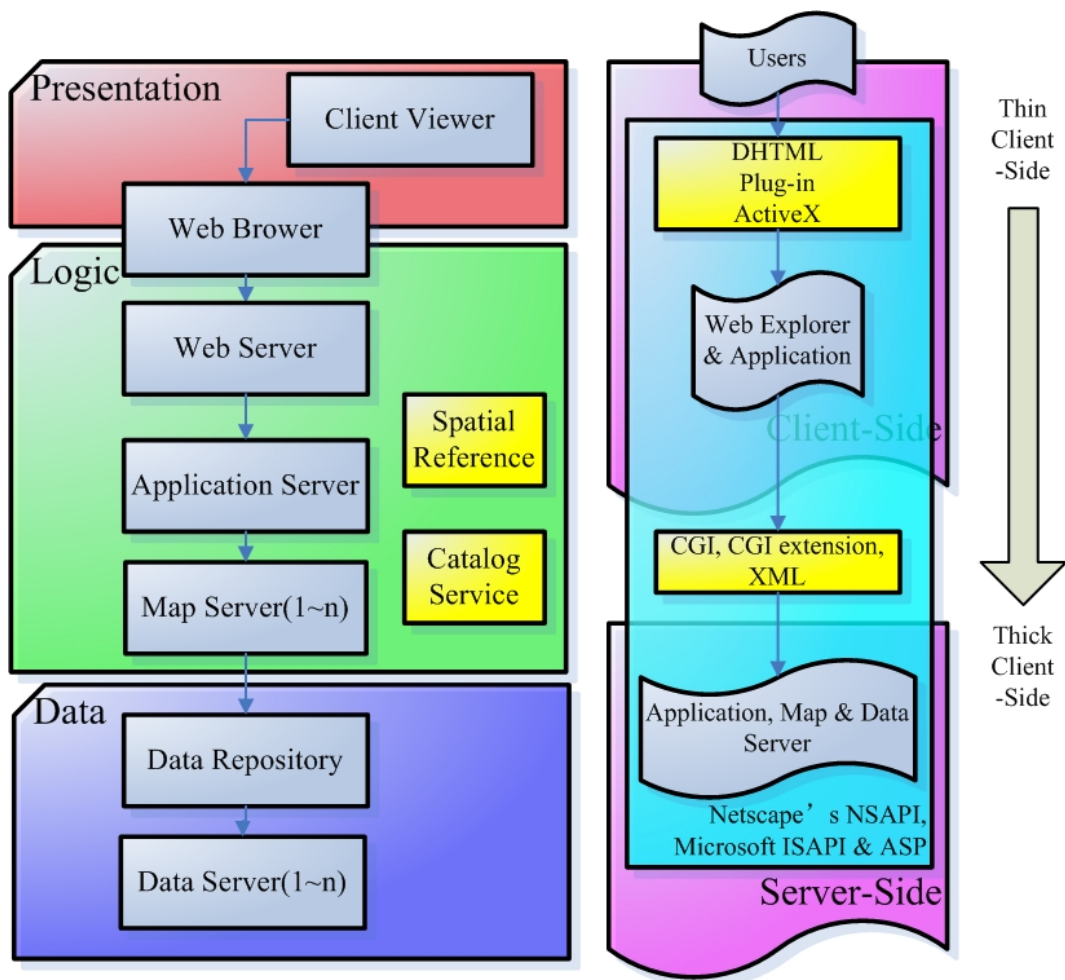 Presentation
Client Viewer
Web Brower
Logic
Web Server
Spatial
Reference
Application Server
Catalog
Service
Map Server(1~n)
Data
Data Repository
Data Server(1~n)
Users
DHTML
Plug-in
ActiveX
Web Explorer
& Application
Client-Side
CGI, CGI extension,
XML
Application, Map & Data
Server
Netscape’s NSAPI,
Microsoft ISAPI & ASP
Server-Side
Thin
Client
-Side
Thick
Client
-Side